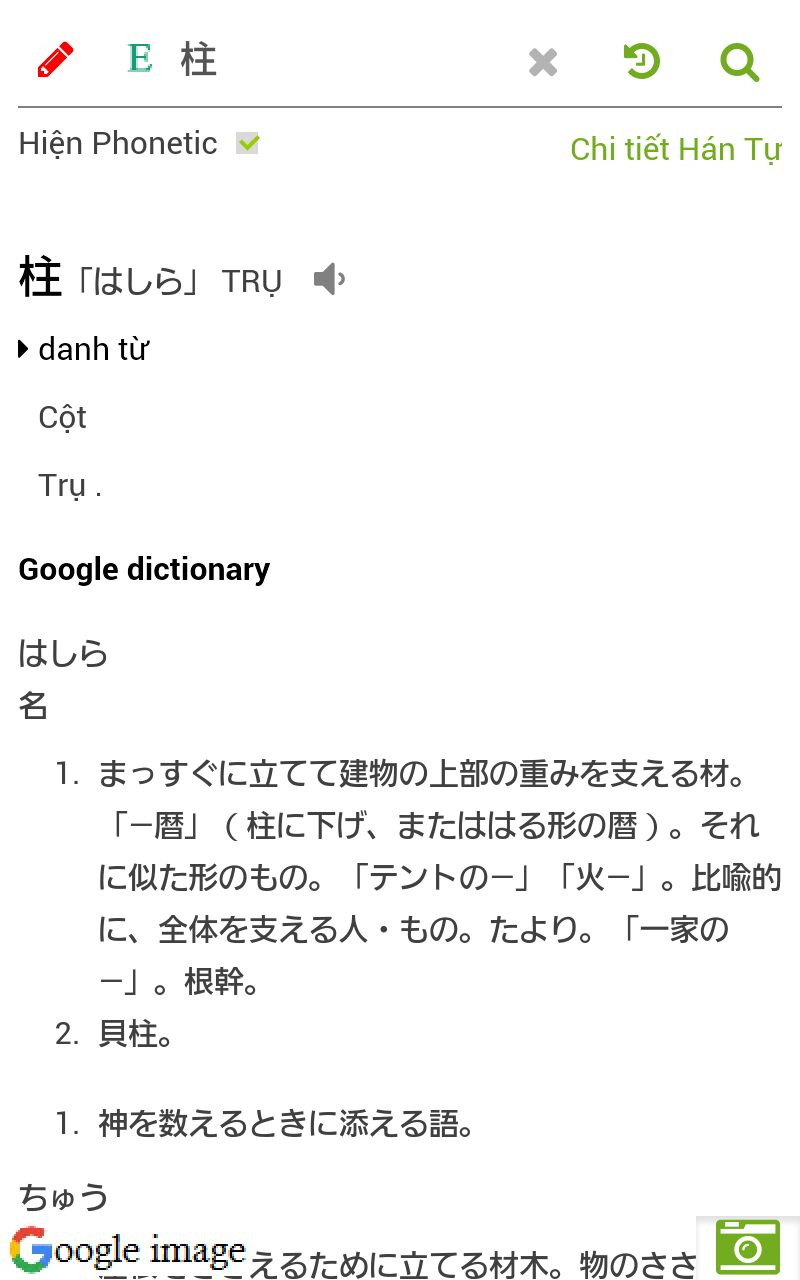 E 柱
Hiện Phonetic
Chi tiết Hán Tự
柱「はしら」 TRỤ
danh từ
Cột
Trụ .
Google dictionary
はしら
名
1. まっすぐに立てて建物の上部の重みを支える材。
「－暦」（柱に下げ、またははる形の暦）。それ
に似た形のもの。「テントの－」「火－」。比喩的
に、全体を支える人・もの。たより。「一家の
－」。根幹。
2. 貝柱。
1. 神を数えるときに添える語。
ちゅう
Google image
えるために立てる材木。物のささ